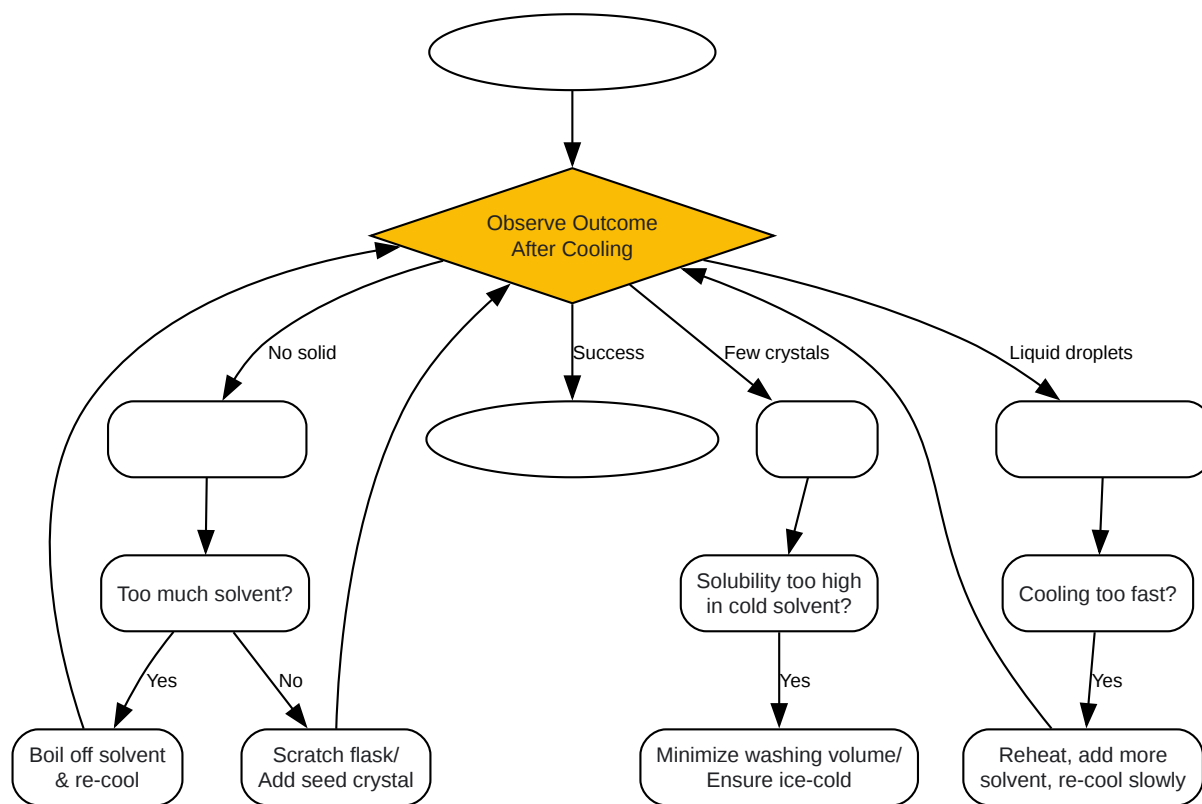 Observe Outcome
After Cooling
No solid
Success
Few crystals
Liquid droplets
Too much solvent?
Solubility too high
in cold solvent?
Cooling too fast?
Yes
No
Yes
Yes
Boil off solvent
& re-cool
Scratch flask/
Add seed crystal
Minimize washing volume/
Ensure ice-cold
Reheat, add more
solvent, re-cool slowly